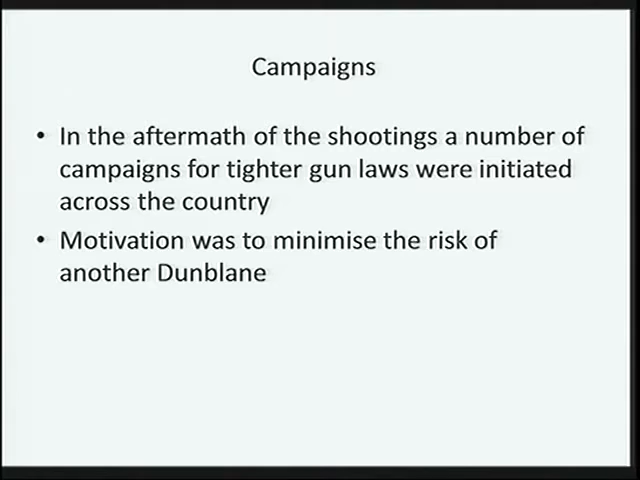 Campaigns
• In the aftermath of the shootings a number of
campaigns for tighter gun laws were initiated
across the country
• Motivation was to minimise the risk of
another Dunblane